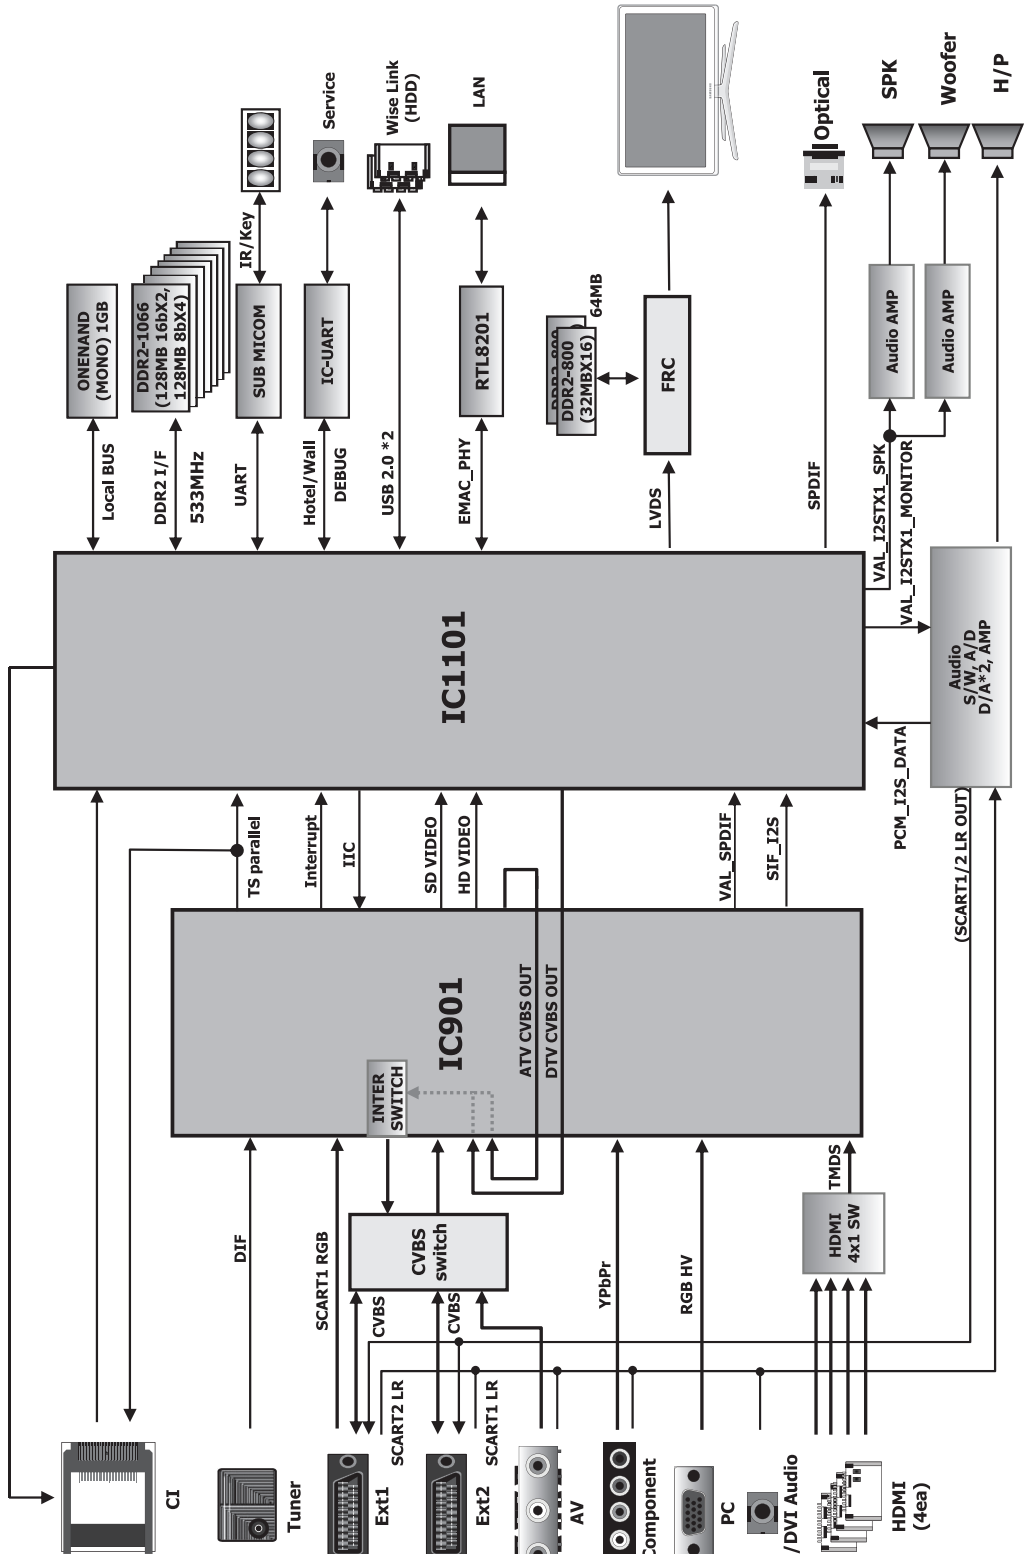 SPK
Woofer
H/P
Optical
LAN
Wise Link
(HDD)
Service
IR/Key
ONENAND
(MONO) 1GB
DDR2-1066
(128MB 16bX2,
128MB 8bX4)
SUB MICOM
IC-UART
RTL8201
64MB
DDR2-800
DDR2-800
(32MBX16)
FRC
Audio AMP
Audio AMP
Local BUS
DDR2 I/F
533MHz
UART
Hotel/Wall
DEBUG
USB 2.0 *2
EMAC_PHY
LVDS
SPDIF
VAL_I2STX1_SPK
VAL_I2STX1_MONITOR
IC1101
Audio
S/W, A/D
D/A*2, AMP
PCM_I2S_DATA
(SCART1/2 LR OUT)
TS parallel
Interrupt
IIC
SD VIDEO
HD VIDEO
VAL_SPDIF
SIF_I2S
IC901
ATV CVBS OUT
DTV CVBS OUT
INTER
SWITCH
DIF
SCART1 RGB
CVBS
switch
CVBS
CVBS
YPbPr
RGB HV
TMDS
HDMI
4x1 SW
SCART2 LR
SCART1 LR
CI
Tuner
Ext1
Ext2
AV
Component
PC
/DVI Audio
HDMI
(4ea)